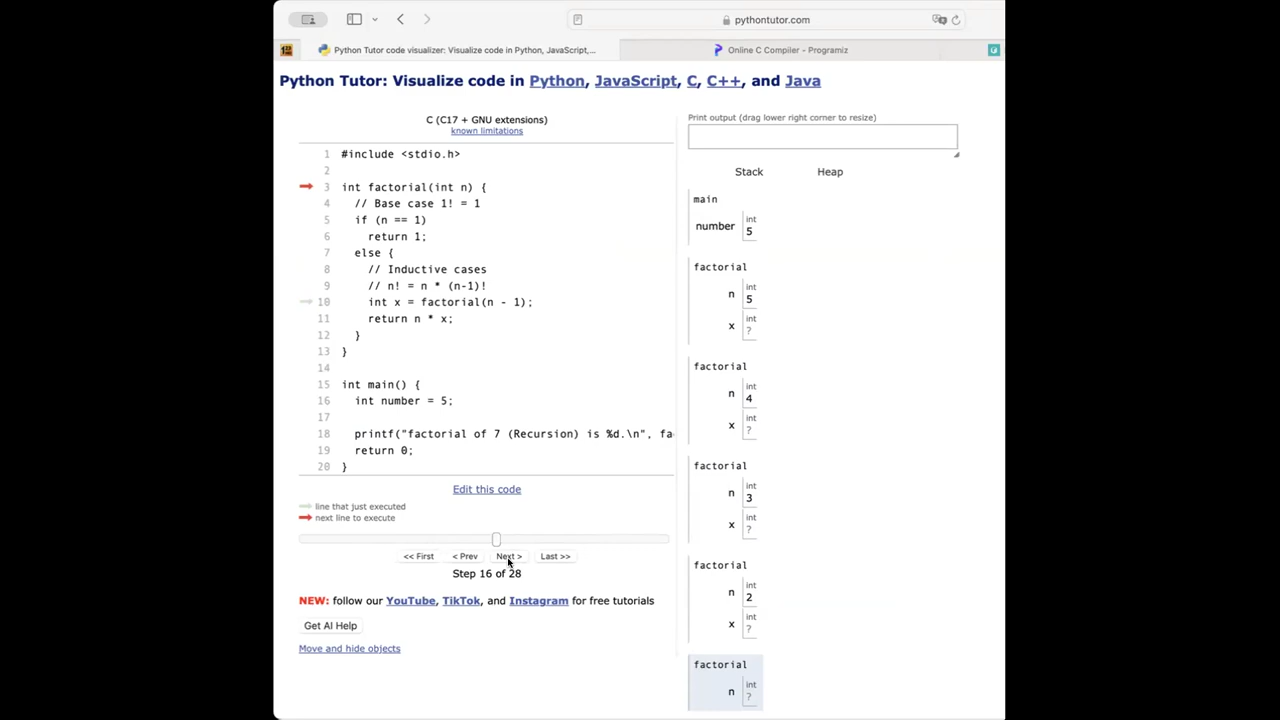 pythontutor.com
Python Tutor code visualizer: Visualize code in Python, JavaScript,...
Online C Compiler - Programiz
Python Tutor: Visualize code in Python, JavaScript, C, C++, and Java
C (C17 + GNU extensions)
known limitations
1 #include <stdio.h>
2
3 int factorial(int n) {
4 // Base case 1! = 1
5 if (n == 1)
6 return 1;
7 else {
8 // Inductive cases
9 // n! = n * (n-1)!
10 int x = factorial(n - 1);
11 return n * x;
12 }
13 }
14
15 int main() {
16 int number = 5;
17
18 printf("factorial of 7 (Recursion) is %d.\n", fa
19 return 0;
20 }
Edit this code
line that just executed
next line to execute
<< First
< Prev
Next >
Last >>
Step 16 of 28
NEW: follow our YouTube, TikTok, and Instagram for free tutorials
Get AI Help
Move and hide objects
Print output (drag lower right corner to resize)
Stack
Heap
main
number int
5
factorial
n int
5
x int
?
factorial
n int
4
x int
?
factorial
n int
3
x int
?
factorial
n int
2
x int
?
factorial
n int
?